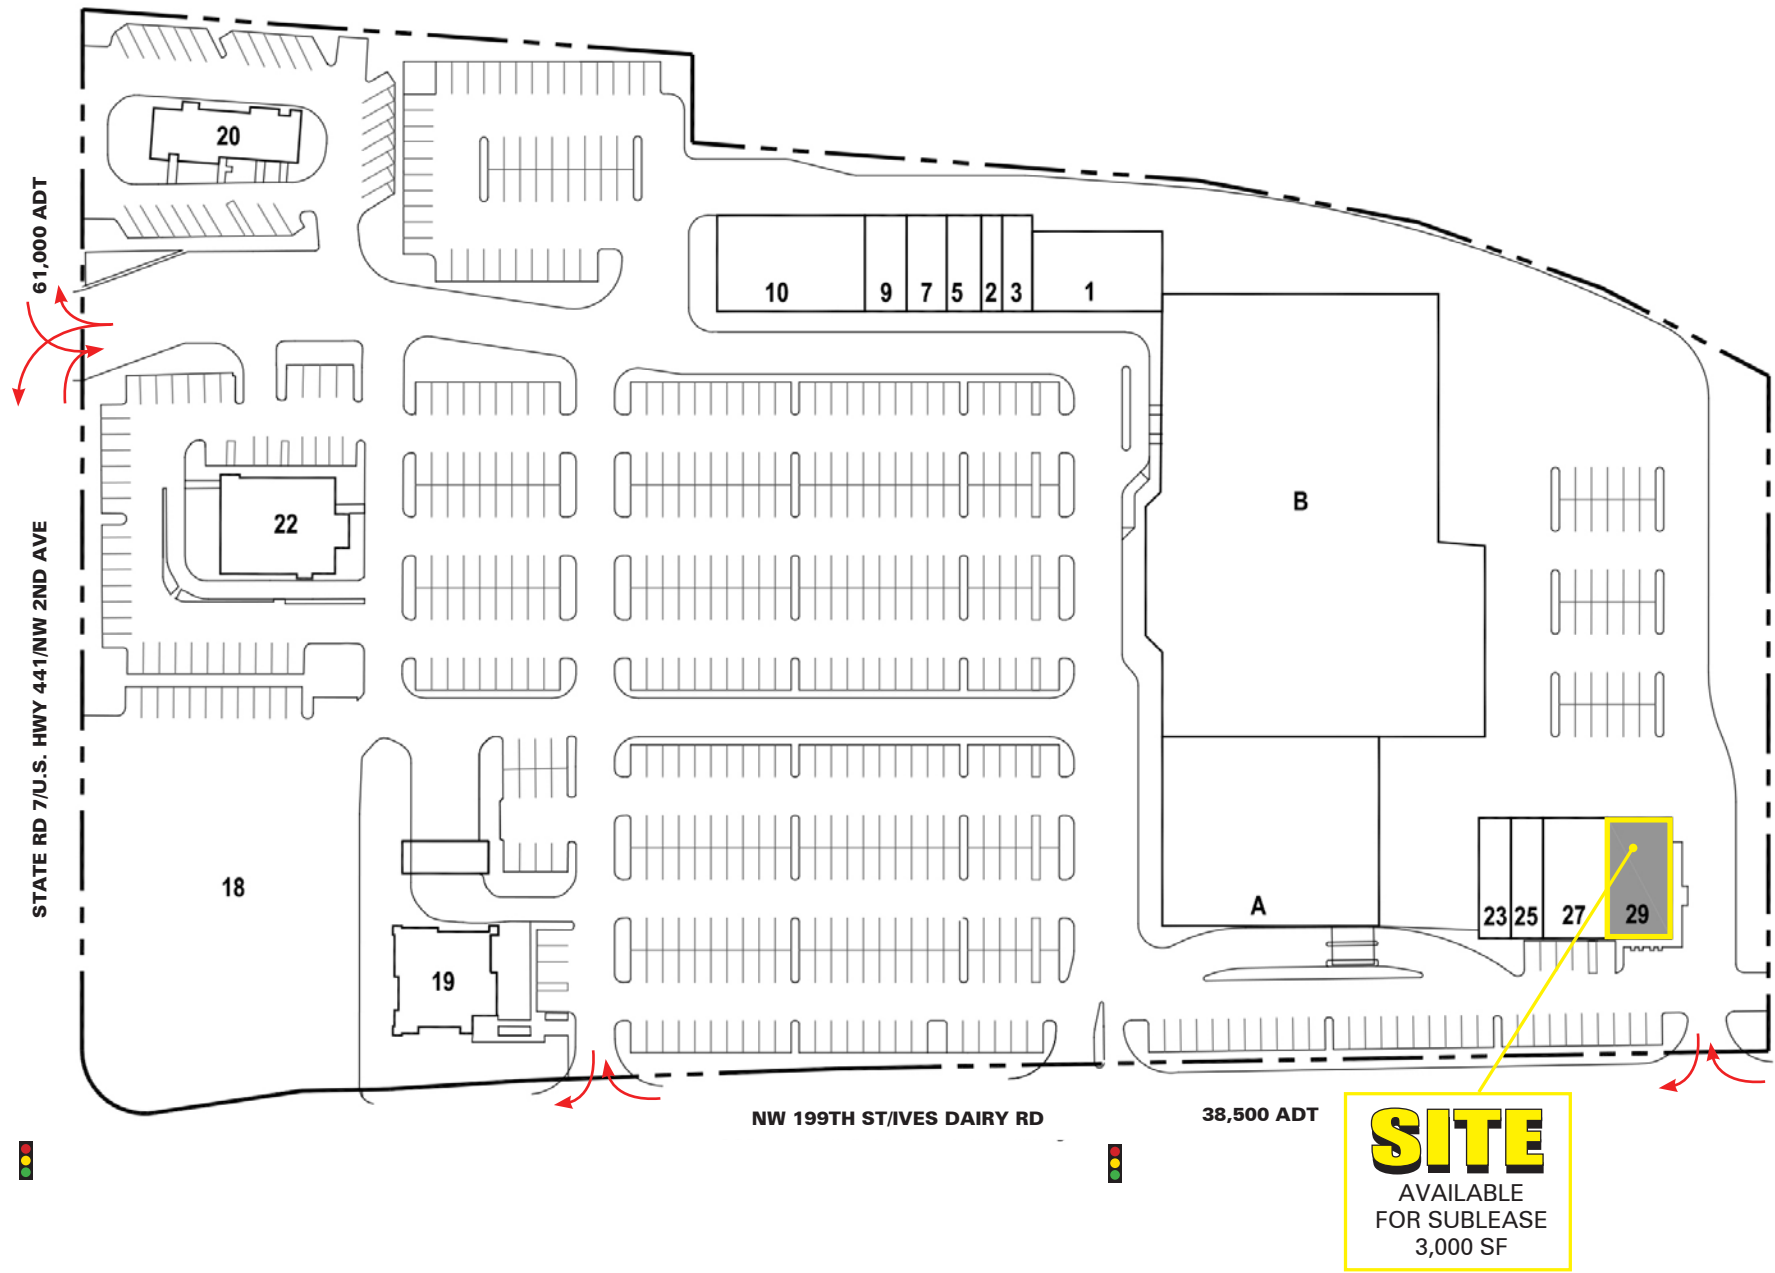 20
61,000 ADT
10
9
7
5
2
3
1
B
22
STATE RD 7/U.S. HWY 441/NW 2ND AVE
18
A
23
25
27
29
19
NW 199TH ST/IVES DAIRY RD
38,500 ADT
SITE
AVAILABLE
FOR SUBLEASE
3,000 SF